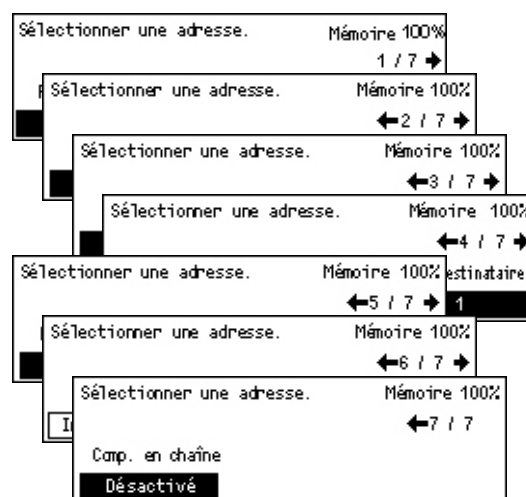 Sélectionner une adresse. Mémoire 100%
1 / 7
Sélectionner une adresse. Mémoire 100%
2 / 7
Sélectionner une adresse. Mémoire 100%
3 / 7
Sélectionner une adresse. Mémoire 100%
4 / 7
estinataire
1
Sélectionner une adresse. Mémoire 100%
5 / 7
Sélectionner une adresse. Mémoire 100%
6 / 7
Sélectionner une adresse. Mémoire 100%
7 / 7
Comp. en chaîne
Désactivé